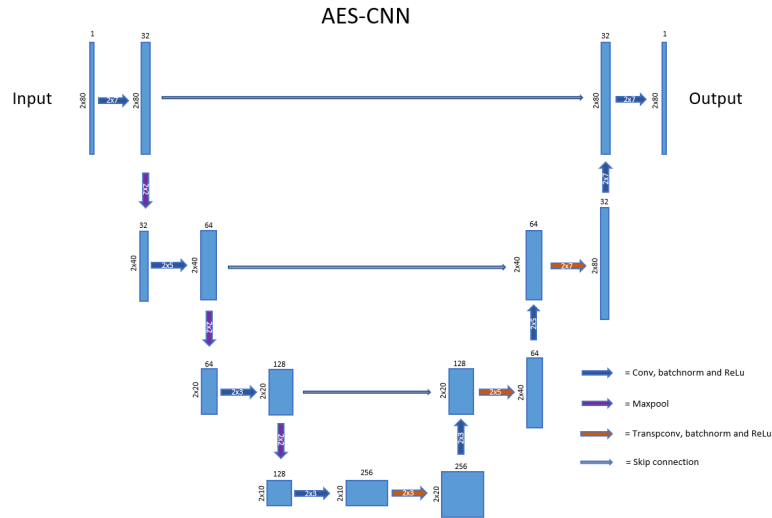 AES-CNN
1
32
32
1
Input
2x80
2x7
2x80
2x80
2x7
2x80
Output
2x2
2x7
32
64
64
32
2x40
2x5
2x40
2x40
2x7
2x80
2x2
2x5
64
128
128
64
2x20
2x3
2x20
2x20
2x5
2x40
= Conv, batchnorm and ReLu
= Maxpool
= Transpconv, batchnorm and ReLu
= Skip connection
2x2
2x3
128
256
256
2x10
2x3
2x10
2x3
2x20